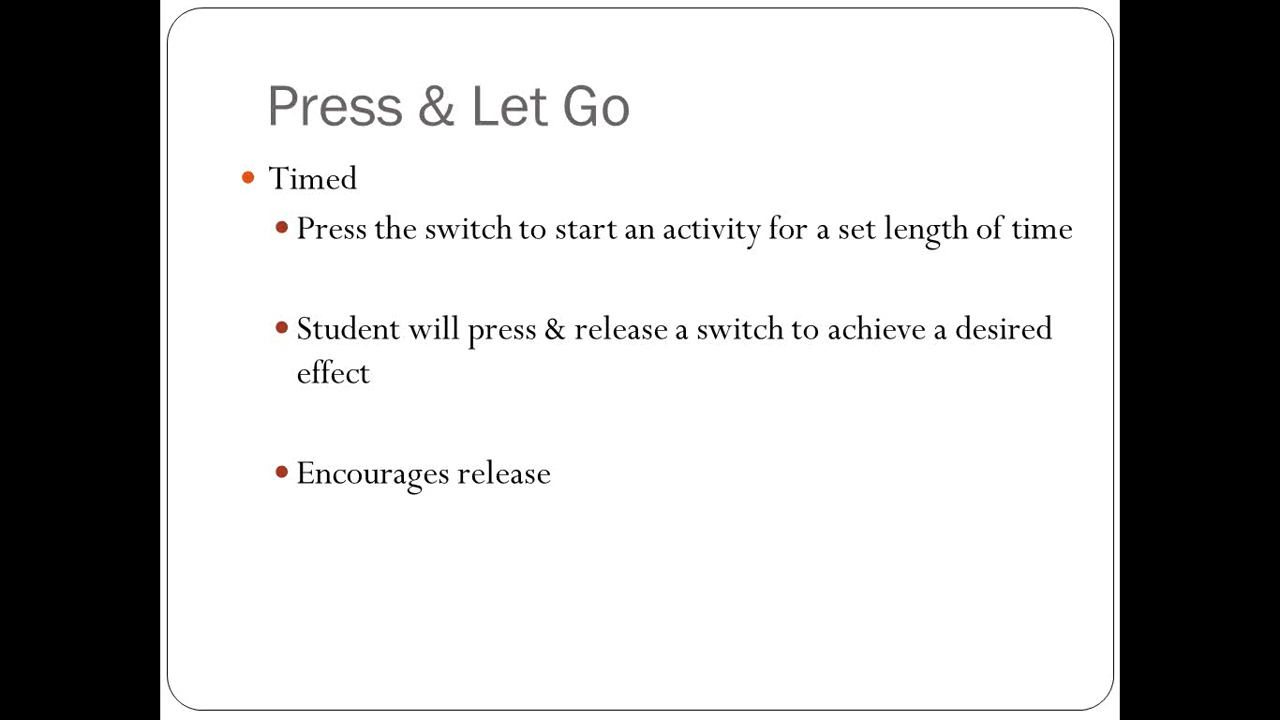 Press & Let Go
Timed
Press the switch to start an activity for a set length of time
Student will press & release a switch to achieve a desired
effect
Encourages release